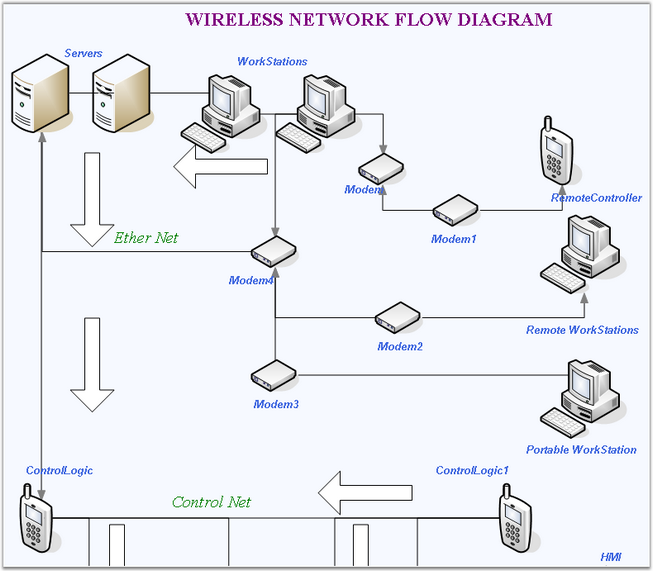 WIRELESS NETWORK FLOW DIAGRAM
Servers
WorkStations
Modem
RemoteController
Modem1
Ether Net
Modem4
Remote WorkStations
Modem2
Modem3
Portable WorkStation
ControlLogic
ControlLogic1
Control Net
HMI